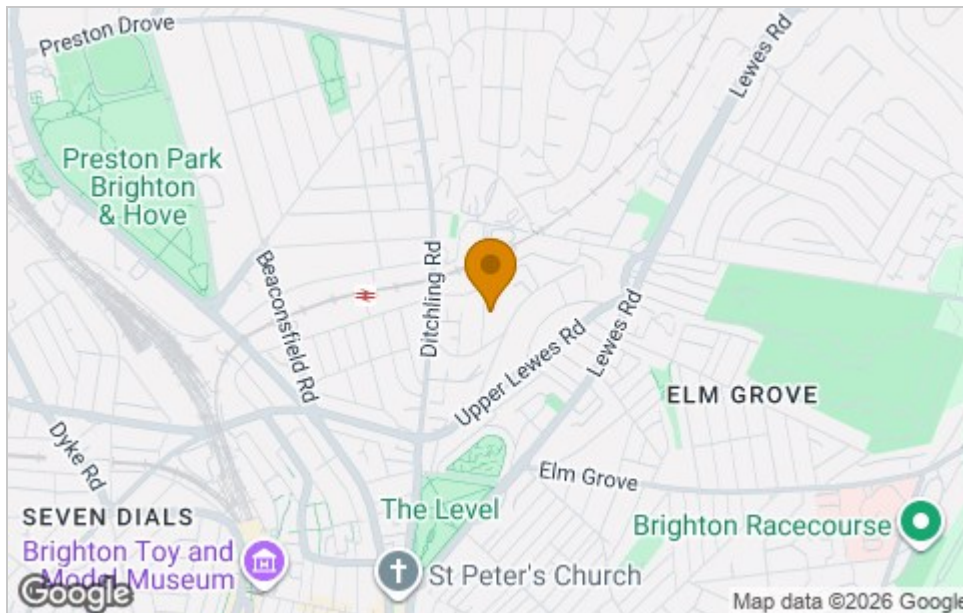 Preston Drove
Lewes Rd
Preston Park
Brighton
& Hove
Beaconsfield Rd
Ditchling Rd
Upper Lewes Rd
Lewes Rd
ELM GROVE
Dyke Rd
Elm Grove
SEVEN DIALS
The Level
Brighton Racecourse
Brighton Toy and
Model Museum
St Peter's Church
Google
Map data ©2026 Google